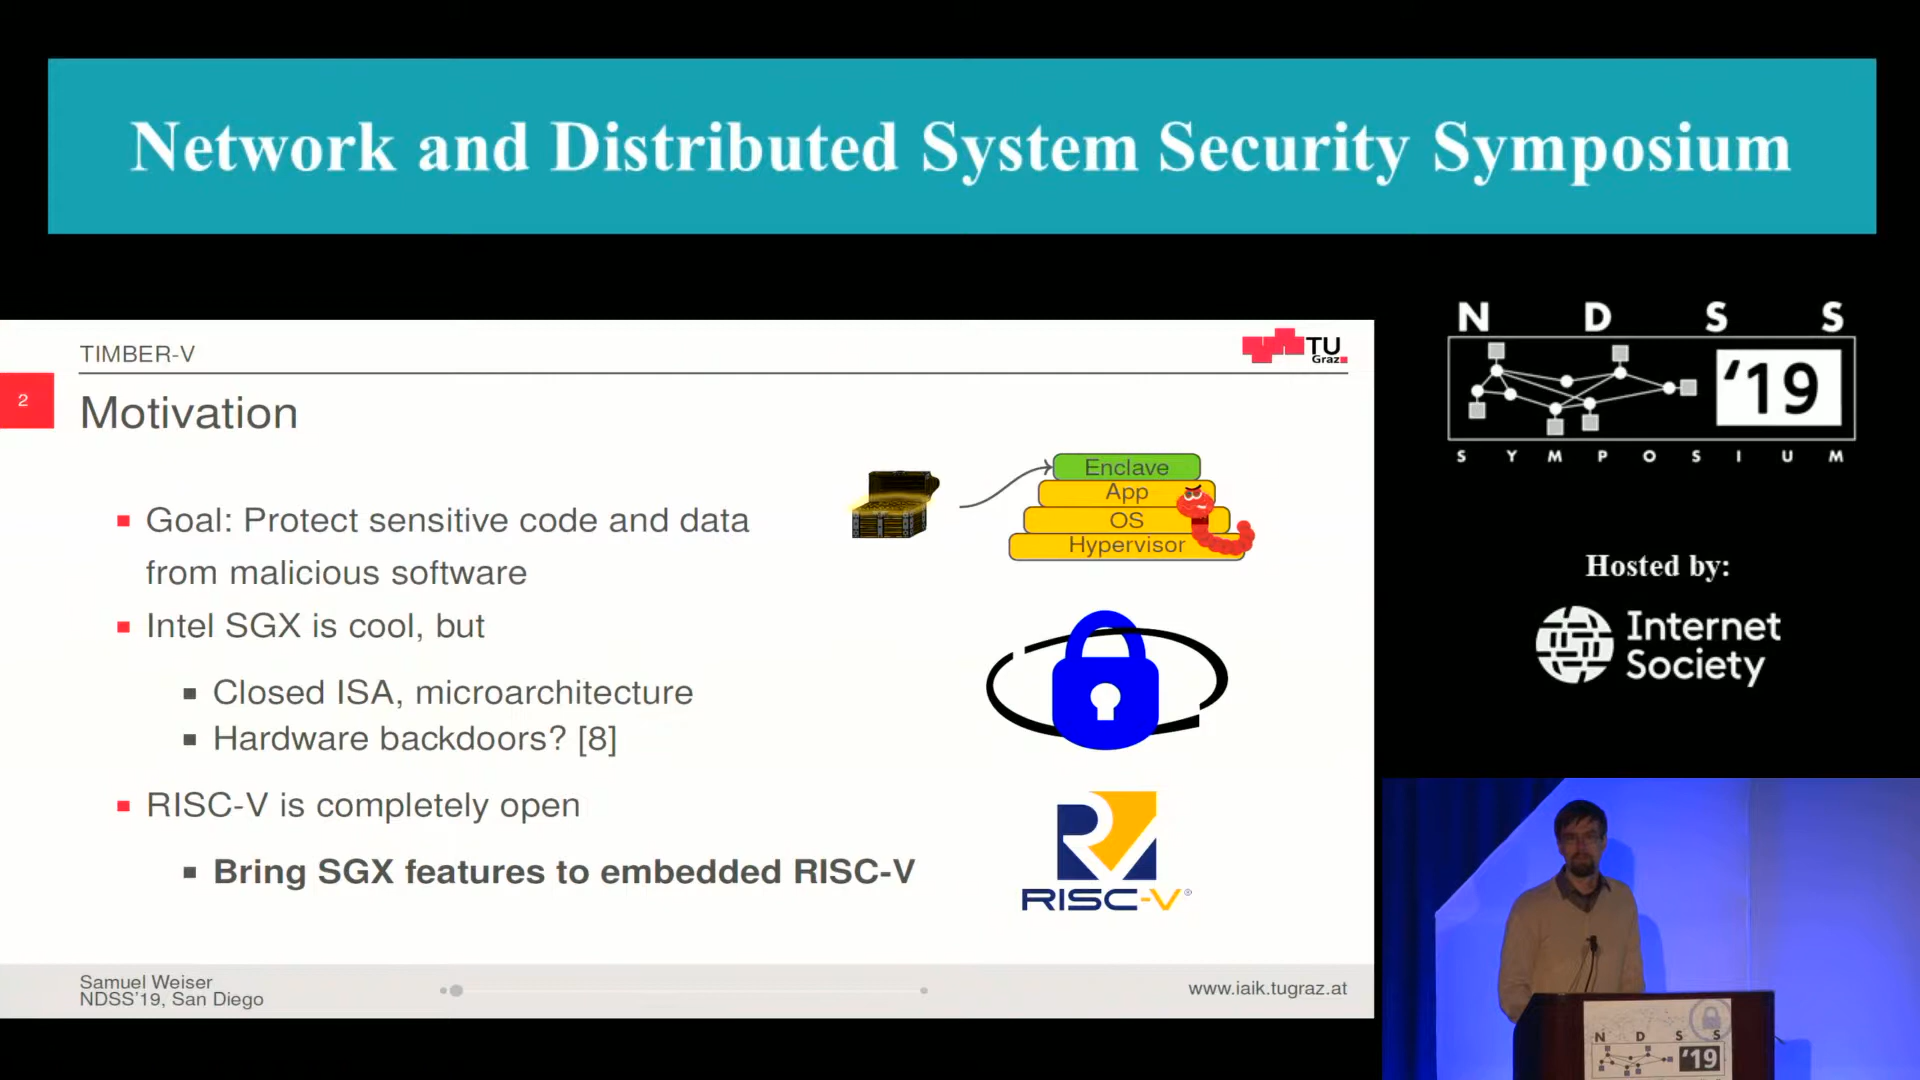 Network and Distributed System Security Symposium
N D S S
'19
S Y M P O S I U M
Hosted by:
Internet
Society
TIMBER-V
TU
Graz
2
Motivation
Goal: Protect sensitive code and data
from malicious software
Intel SGX is cool, but
Closed ISA, microarchitecture
Hardware backdoors? [8]
RISC-V is completely open
Bring SGX features to embedded RISC-V
Enclave
App
OS
Hypervisor
RISC-V®
Samuel Weiser
NDSS'19, San Diego
www.iaik.tugraz.at
N D S S
'19